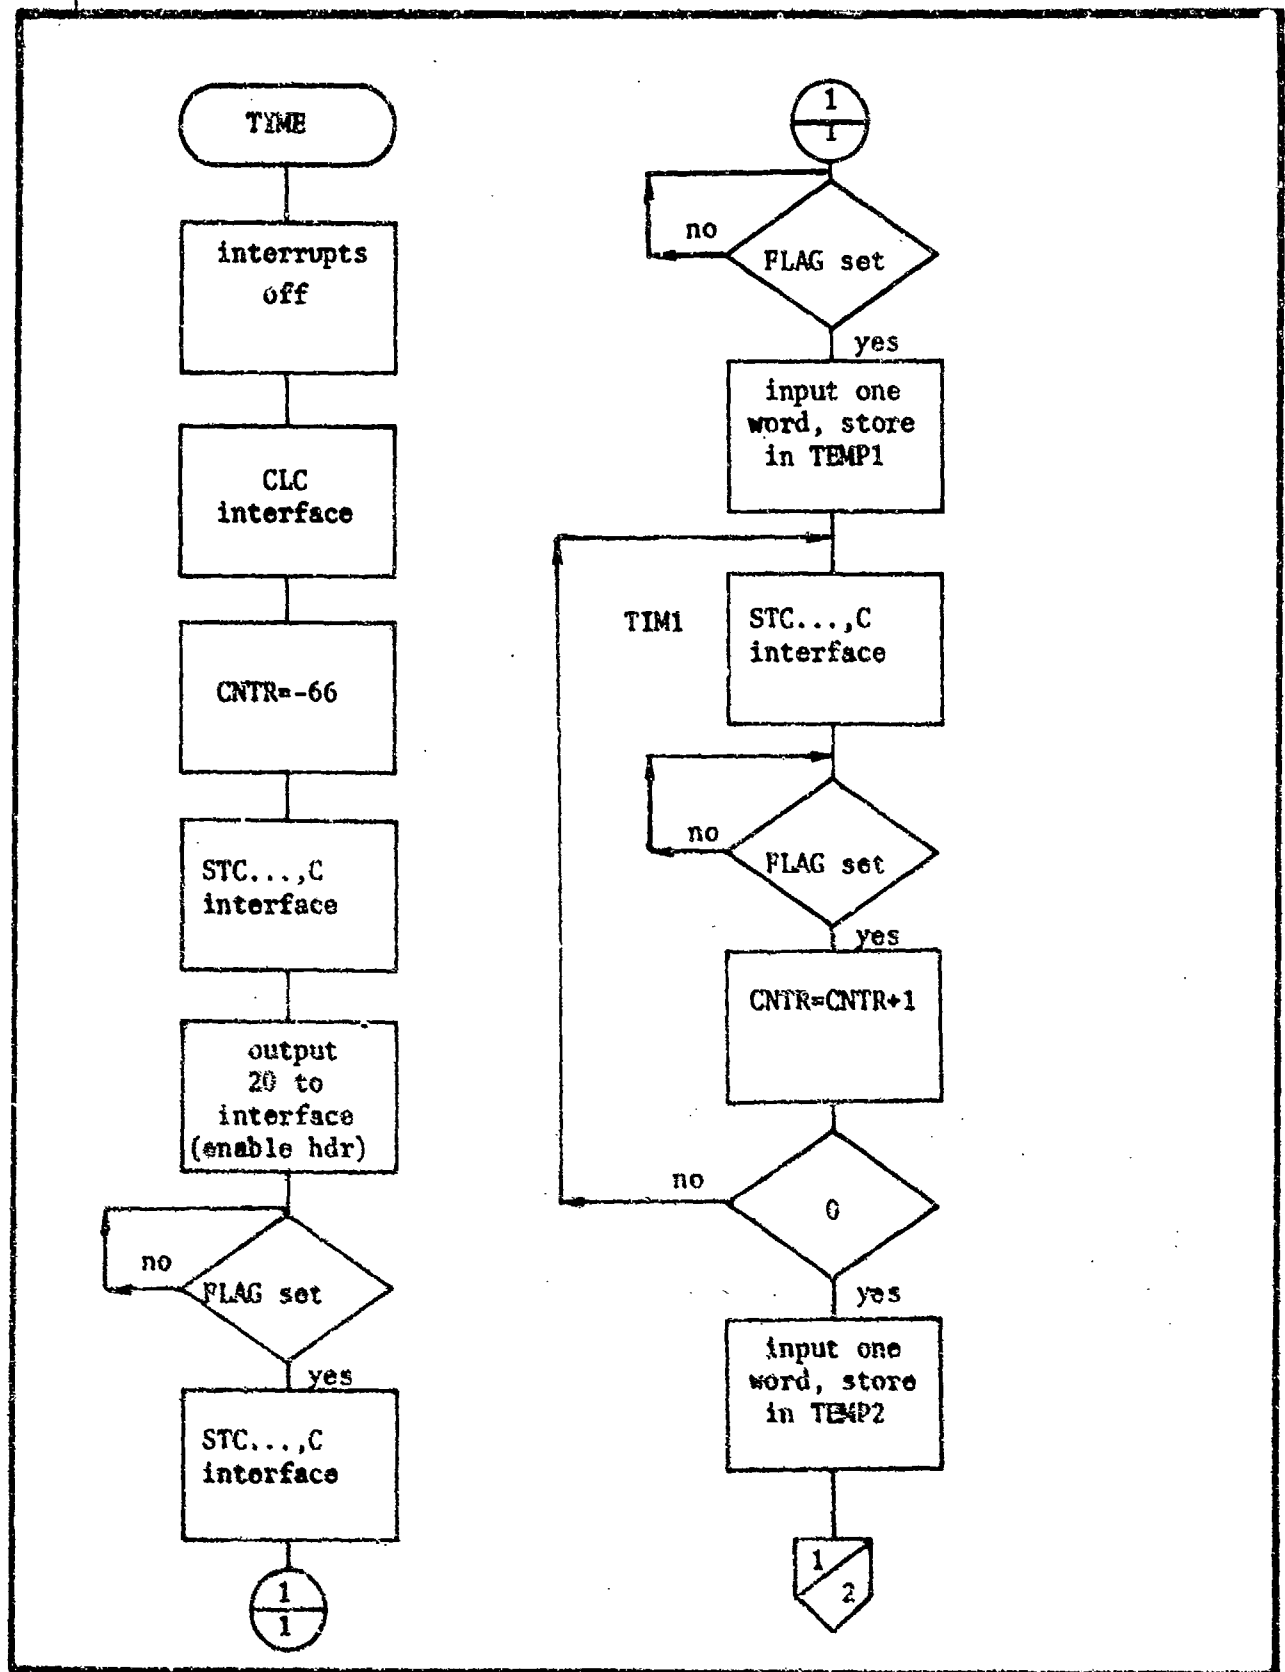 TYME
interrupts
off
CLC
interface
CNTR=-66
STC...,C
interface
output
20 to
interface
(enable hdr)
no
FLAG set
yes
STC...,C
interface
1
1
1
1
no
FLAG set
yes
input one
word, store
in TEMP1
TIM1
STC...,C
interface
no
FLAG set
yes
CNTR=CNTR+1
no
0
yes
input one
word, store
in TEMP2
1
2